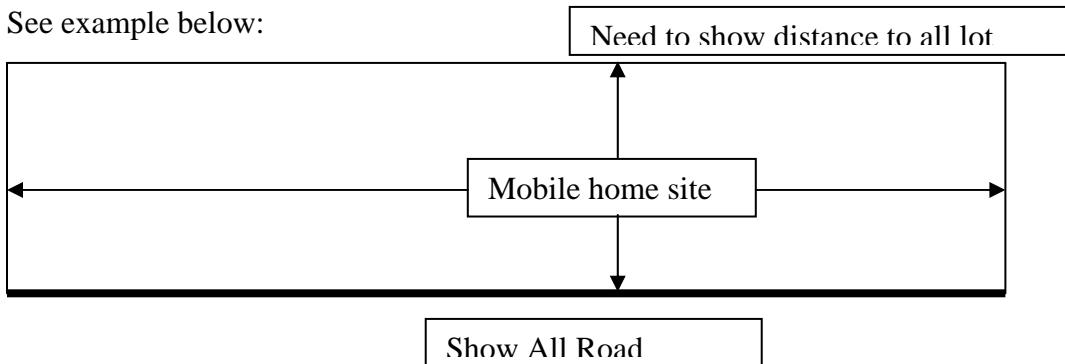 See example below:
Need to show distance to all lot
Mobile home site
Show All Road